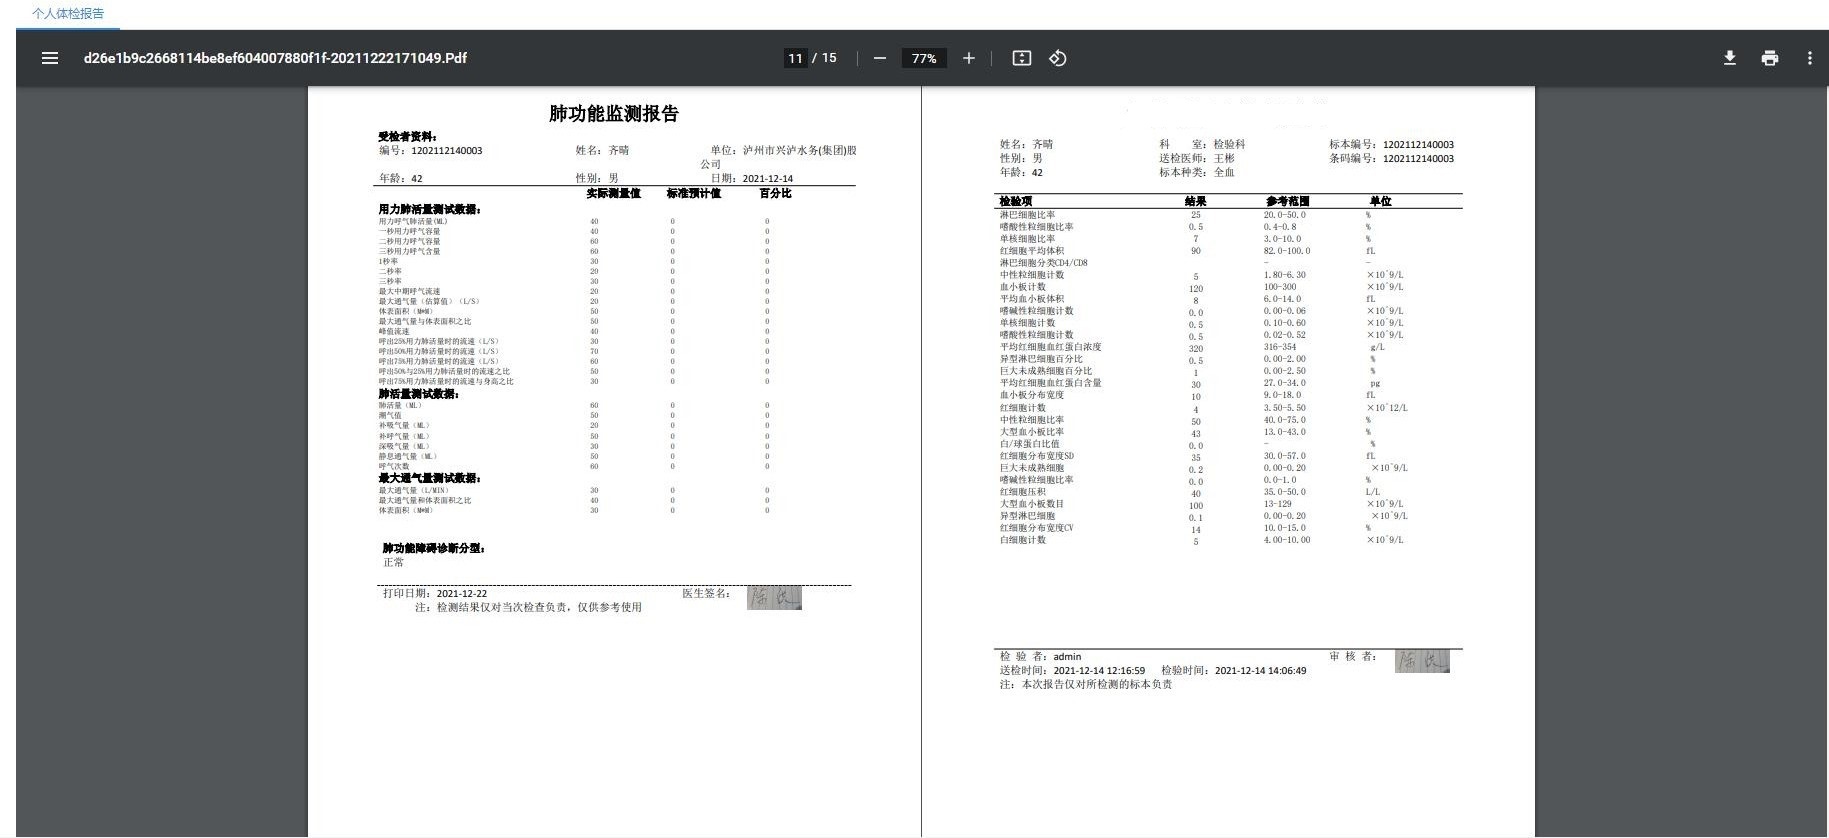 个人体检报告
d26e1b9c2668114be8ef604007880f1f-20211222171049.Pdf
11 / 15
77%
肺功能监测报告
受检者资料:
编号: 1202112140003 姓名: 齐晴 单位: 泸州市兴泸水务(集团)股
公司
年龄: 42 性别: 男 日期: 2021-12-14
实际测量值 标准预计值 百分比
用力肺活量测试数据:
用力呼气肺活量(ML) 40 0 0
一秒用力呼气容量 40 0 0
二秒用力呼气容量 60 0 0
三秒用力呼气含量 60 0 0
1秒率 30 0 0
二秒率 20 0 0
三秒率 30 0 0
最大中期呼气流速 20 0 0
最大通气量(估算值)(L/S) 20 0 0
体表面积(M*M) 50 0 0
最大通气量与体表面积之比 50 0 0
峰值流速 40 0 0
呼出25%用力肺活量时的流速(L/S) 30 0 0
呼出50%用力肺活量时的流速(L/S) 70 0 0
呼出75%用力肺活量时的流速(L/S) 60 0 0
呼出50%与25%用力肺活量时的流速之比 50 0 0
呼出75%用力肺活量时的流速与身高之比 30 0 0
肺活量测试数据:
肺活量(ML) 60 0 0
潮气值 50 0 0
补吸气量(ML) 20 0 0
补呼气量(ML) 50 0 0
深吸气量(ML) 30 0 0
静息通气量(ML) 50 0 0
呼气次数 60 0 0
最大通气量测试数据:
最大通气量(L/MIN) 30 0 0
最大通气量和体表面积之比 40 0 0
体表面积(M*M) 30 0 0
肺功能障碍诊断分型:
正常
打印日期: 2021-12-22 医生签名:
注: 检测结果仅对当次检查负责, 仅供参考使用
姓名: 齐晴 科 室: 检验科 标本编号: 1202112140003
性别: 男 送检医师: 王彬 条码编号: 1202112140003
年龄: 42 标本种类: 全血
检验项 结果 参考范围 单位
淋巴细胞比率 25 20.0-50.0 %
嗜酸性粒细胞比率 0.5 0.4-0.8 %
单核细胞比率 7 3.0-10.0 %
红细胞平均体积 90 82.0-100.0 fL
淋巴细胞分类CD4/CD8 - -
中性粒细胞计数 5 1.80-6.30 ×10^9/L
血小板计数 120 100-300 ×10^9/L
平均血小板体积 8 6.0-14.0 fL
嗜碱性粒细胞计数 0.0 0.00-0.06 ×10^9/L
单核细胞计数 0.5 0.10-0.60 ×10^9/L
嗜酸性粒细胞计数 0.5 0.02-0.52 ×10^9/L
平均红细胞血红蛋白浓度 320 316-354 g/L
异型淋巴细胞百分比 0.5 0.00-2.00 %
巨大未成熟细胞百分比 1 0.00-2.50 %
平均红细胞血红蛋白含量 30 27.0-34.0 pg
血小板分布宽度 10 9.0-18.0 fL
红细胞计数 4 3.50-5.50 ×10^12/L
中性粒细胞比率 50 40.0-75.0 %
大型血小板比率 43 13.0-43.0 %
白/球蛋白比值 0.0 - %
红细胞分布宽度SD 35 30.0-57.0 fL
巨大未成熟细胞 0.2 0.00-0.20 ×10^9/L
嗜碱性粒细胞比率 0.0 0.0-1.0 %
红细胞压积 40 35.0-50.0 L/L
大型血小板数目 100 13-129 ×10^9/L
异型淋巴细胞 0.1 0.00-0.20 ×10^9/L
红细胞分布宽度CV 14 10.0-15.0 %
白细胞计数 5 4.00-10.00 ×10^9/L
检 验 者: admin 审 核 者:
送检时间: 2021-12-14 12:16:59 检验时间: 2021-12-14 14:06:49
注: 本次报告仅对所检测的标本负责